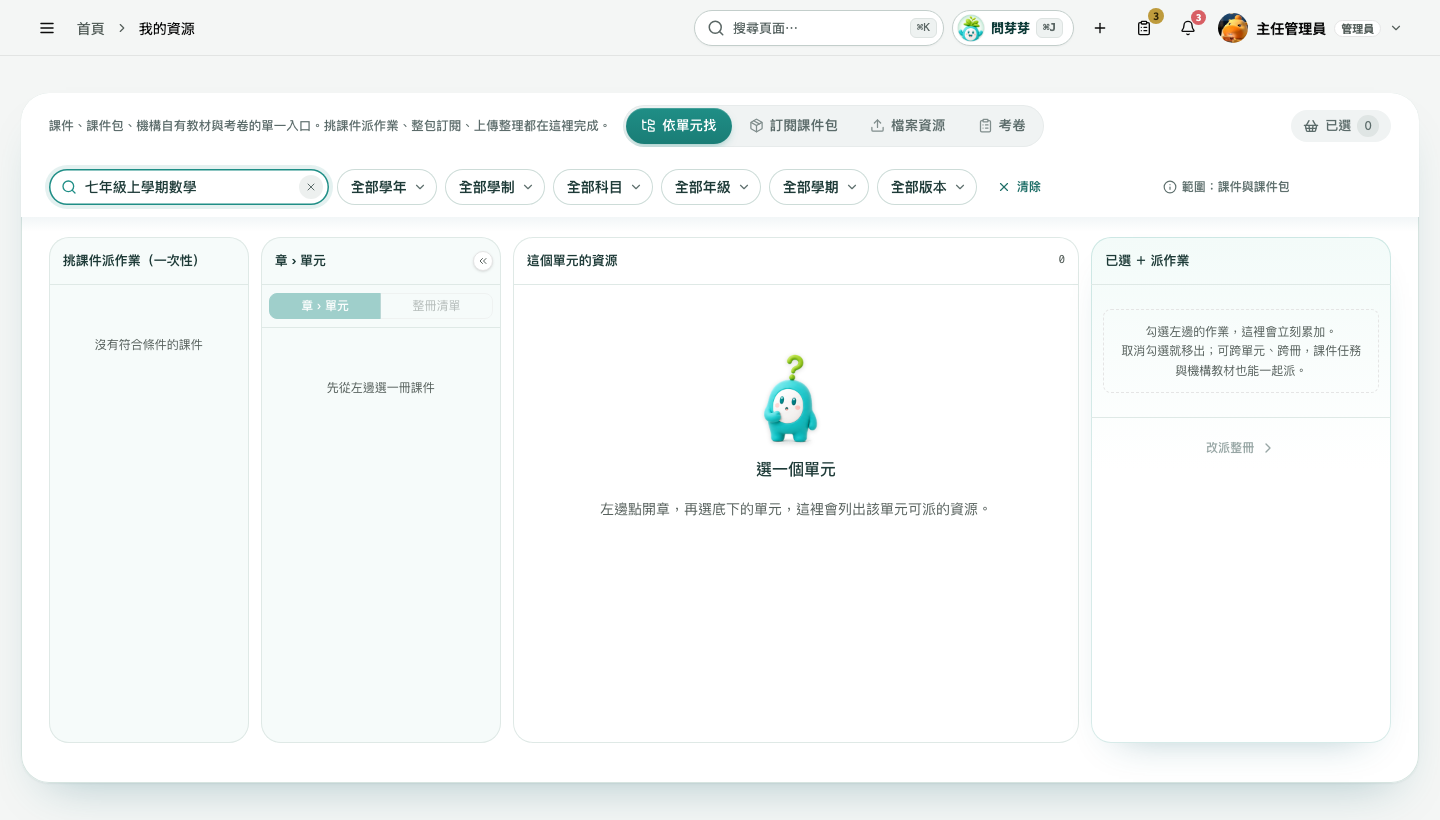 首頁 > 我的資源
搜尋頁面… ⌘K
問芽芽 ⌘J
3
3
主任管理員 管理員
課件、課件包、機構自有教材與考卷的單一入口。挑課件派作業、整包訂閱、上傳整理都在這裡完成。
依單元找 訂閱課件包 檔案資源 考卷
已選 0
七年級上學期數學
全部學年 全部學制 全部科目 全部年級 全部學期 全部版本
清除
範圍：課件與課件包
挑課件派作業（一次性）
沒有符合條件的課件
章 › 單元
章 › 單元 整冊清單
先從左邊選一冊課件
這個單元的資源 0
選一個單元
左邊點開章，再選底下的單元，這裡會列出該單元可派的資源。
已選 ＋ 派作業
勾選左邊的作業，這裡會立刻累加。
取消勾選就移出；可跨單元、跨冊，課件任務
與機構教材也能一起派。
改派整冊